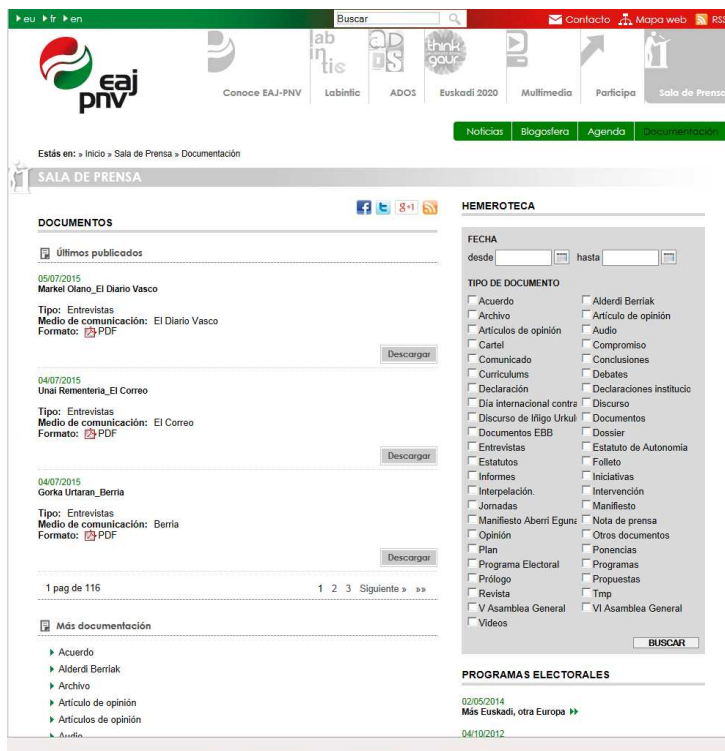 eu fr en
Buscar
Contacto Mapa web RSS
eaj
pnv
Conoce EAJ-PNV Labintic ADOS Euskadi 2020 Multimedia Participa Sala de Prensa
Noticias Blogosfera Agenda Documentación
Estás en: » Inicio » Sala de Prensa » Documentación
SALA DE PRENSA
DOCUMENTOS
Últimos publicados
05/07/2015
Markel Olano_El Diario Vasco
Tipo: Entrevistas
Medio de comunicación: El Diario Vasco
Formato: PDF
Descargar
04/07/2015
Unai Rementeria_El Correo
Tipo: Entrevistas
Medio de comunicación: El Correo
Formato: PDF
Descargar
04/07/2015
Gorka Urtaran_Berria
Tipo: Entrevistas
Medio de comunicación: Berria
Formato: PDF
Descargar
1 pag de 116 1 2 3 Siguiente » »»
Más documentación
Acuerdo
Alderdi Berriak
Archivo
Artículo de opinión
Artículos de opinión
Audio
HEMEROTECA
FECHA
desde hasta
TIPO DE DOCUMENTO
Acuerdo Alderdi Berriak
Archivo Artículo de opinión
Artículos de opinión Audio
Cartel Compromiso
Comunicado Conclusiones
Curriculums Debates
Declaración Declaraciones institucio
Día internacional contra Discurso
Discurso de Iñigo Urkul Documentos
Documentos EBB Dossier
Entrevistas Estatuto de Autonomía
Estatutos Folleto
Informes Iniciativas
Interpelación. Intervención
Jornadas Manifiesto
Manifiesto Aberri Eguna Nota de prensa
Opinión Otros documentos
Plan Ponencias
Programa Electoral Programas
Prólogo Propuestas
Revista Tmp
V Asamblea General VI Asamblea General
Videos
BUSCAR
PROGRAMAS ELECTORALES
02/05/2014
Más Euskadi, otra Europa
04/10/2012